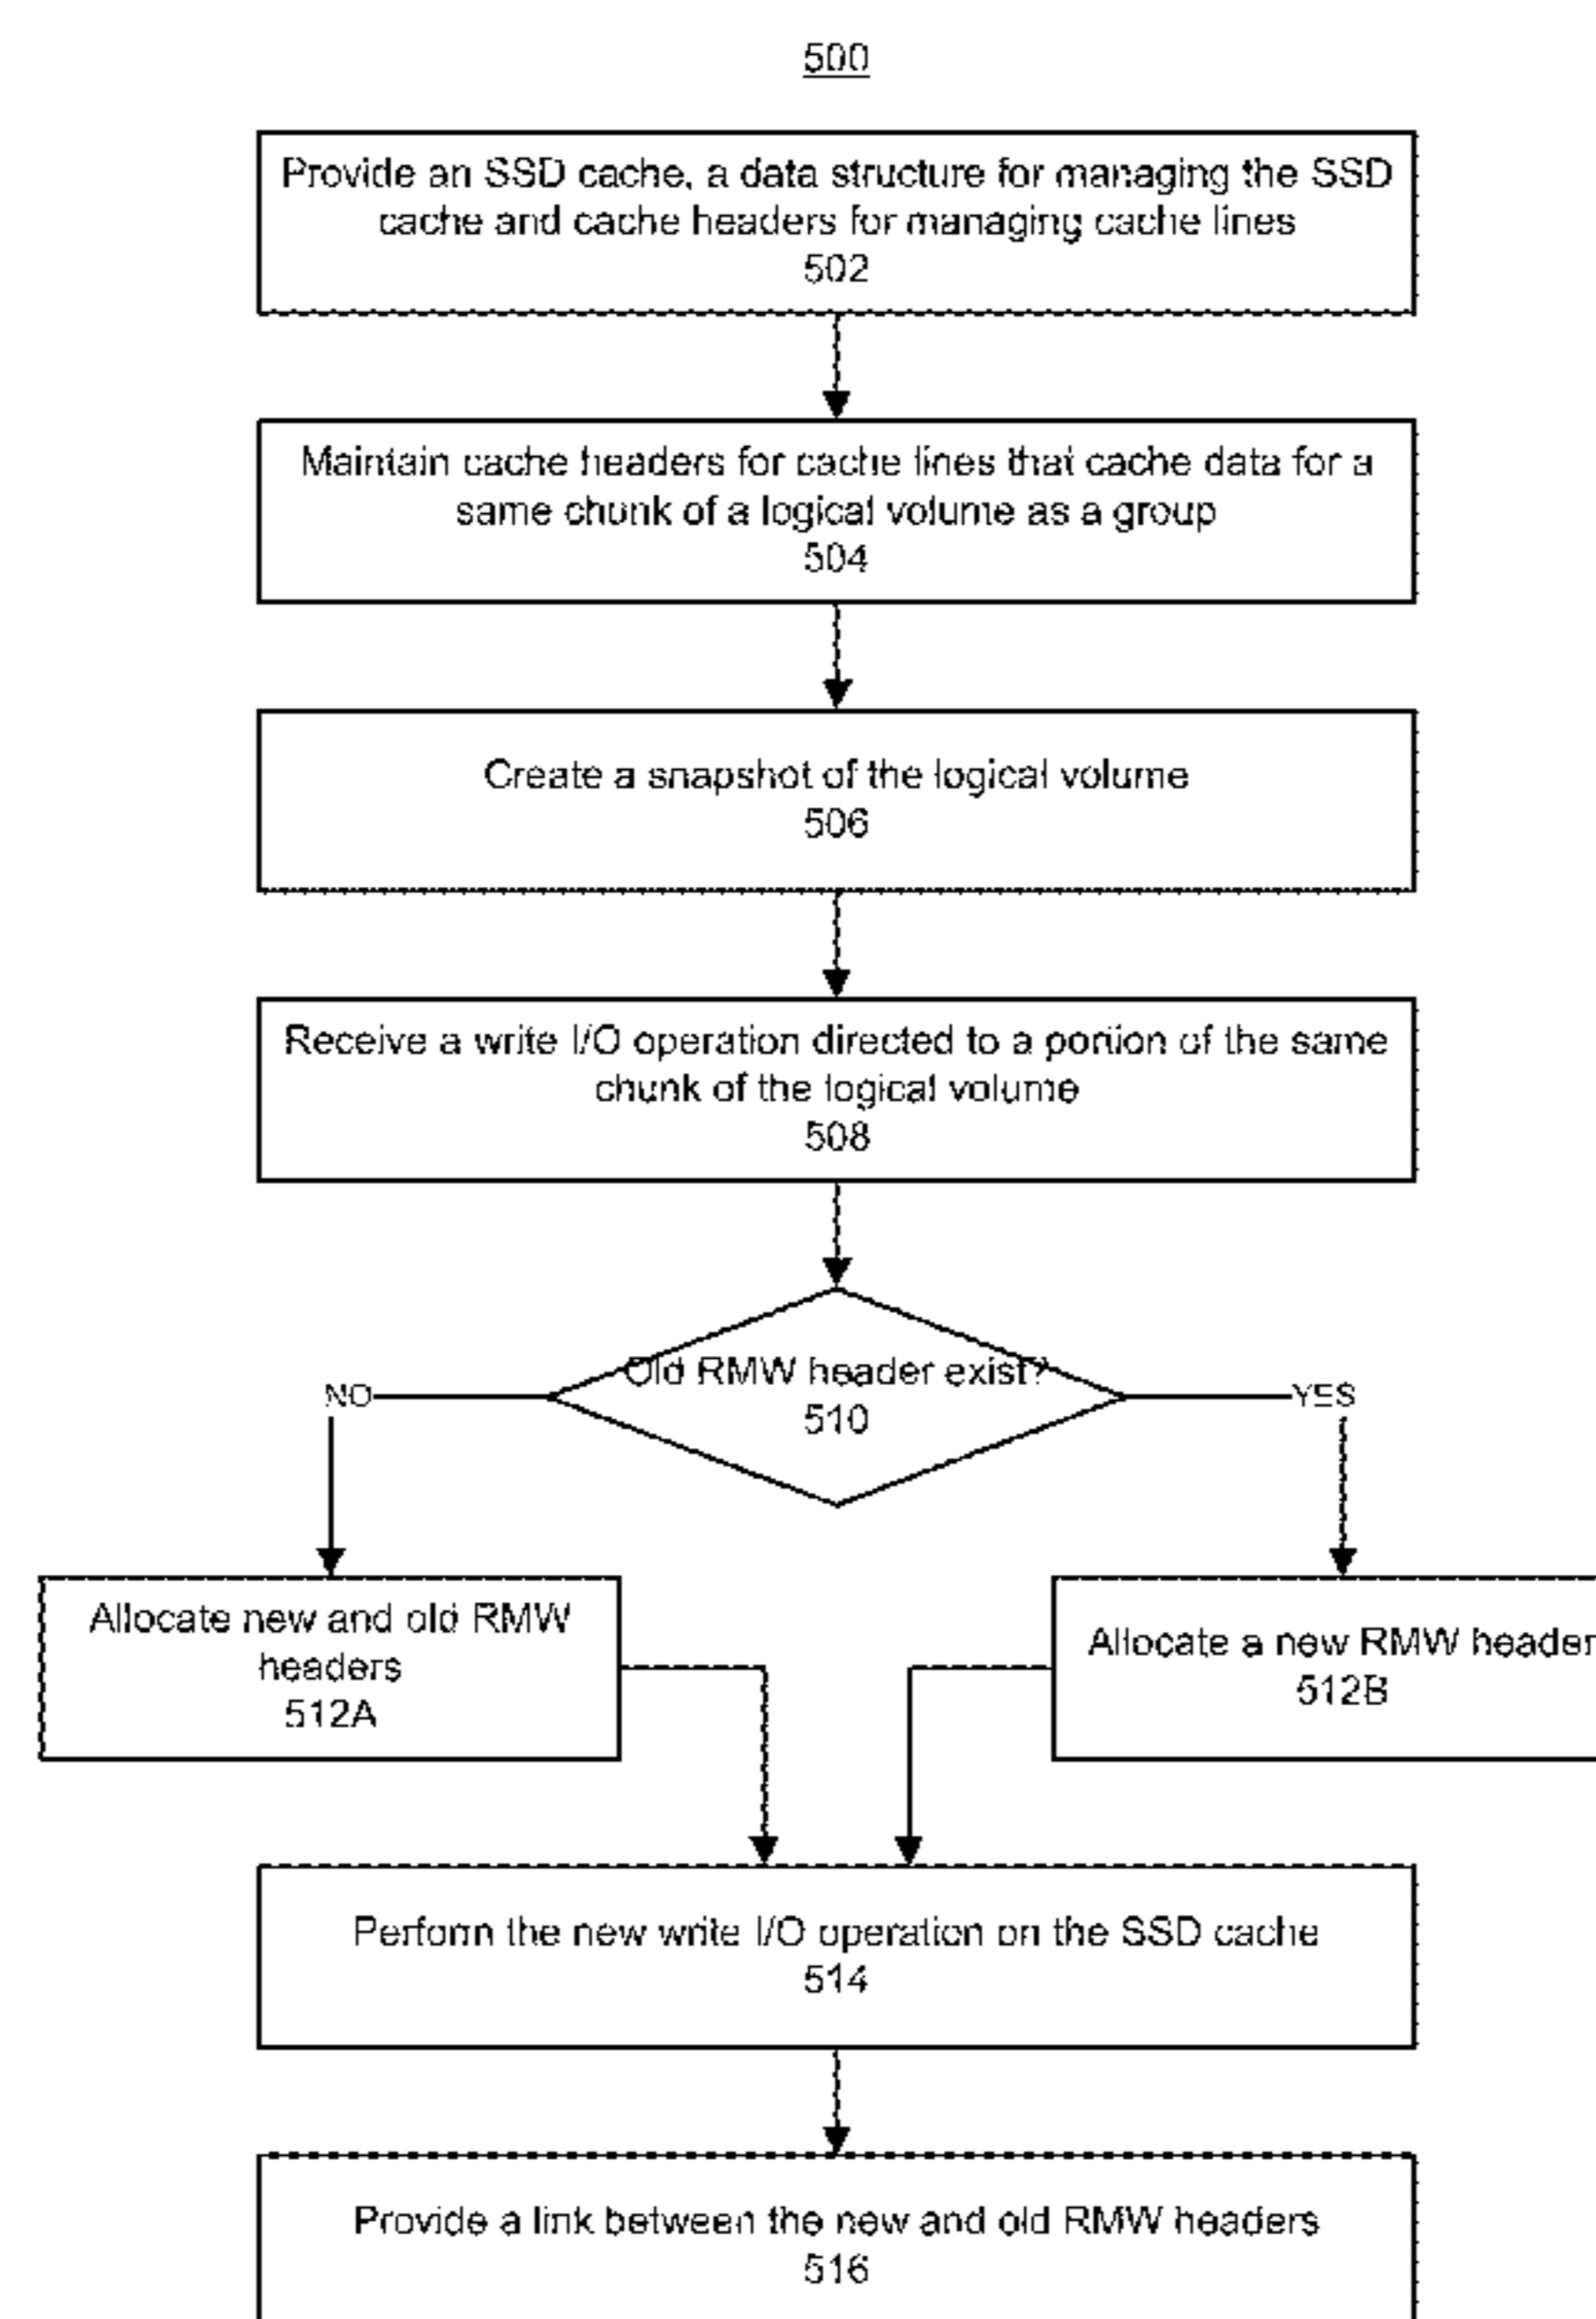 500
Provide an SSD cache, a data structure for managing the SSD
cache and cache headers for managing cache lines
502
Maintain cache headers for cache lines that cache data for a
same chunk of a logical volume as a group
504
Create a snapshot of the logical volume
506
Receive a write I/O operation directed to a portion of the same
chunk of the logical volume
508
Old RMW header exist?
510
NO
YES
Allocate new and old RMW
headers
512A
Allocate a new RMW header
512B
Perform the new write I/O operation on the SSD cache
514
Provide a link between the new and old RMW headers
516